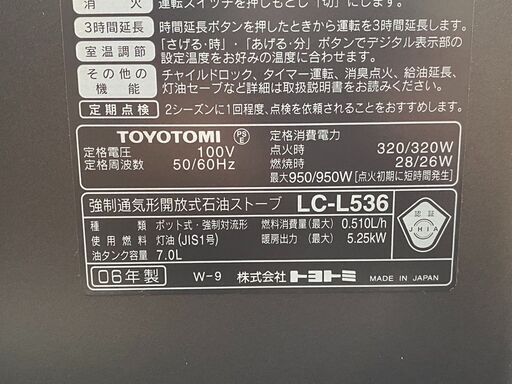 消火 運転スイッチを押しもどし「切」にします。
3時間延長 時間延長ボタンを押したときから運転を3時間延長します。
室温調節 「さげる・時」・「あげる・分」ボタンでデジタル表示部の
設定温度をお好みの温度に合わせます。
その他の機能 チャイルドロック、タイマー運転、消臭点火、給油延長、
灯油セーブなど詳細は取扱説明書をお読みください。
定期点検 2シーズンに1回程度、点検を依頼されることをおすすめします。
TOYOTOMI PSE 定格消費電力
定格電圧 100V 点火時 320/320W
定格周波数 50/60Hz 燃焼時 28/26W
最大950/950W[点火初期に短時間発生]
強制通気形開放式石油ストーブ LC-L536
種類 ポット式・強制対流形 燃料消費量(最大) 0.510L/h
使用燃料 灯油(JIS1号) 暖房出力(最大) 5.25kW
油タンク容量 7.0L
認証 JHIA
06年製 W-9 株式会社トヨトミ MADE IN JAPAN